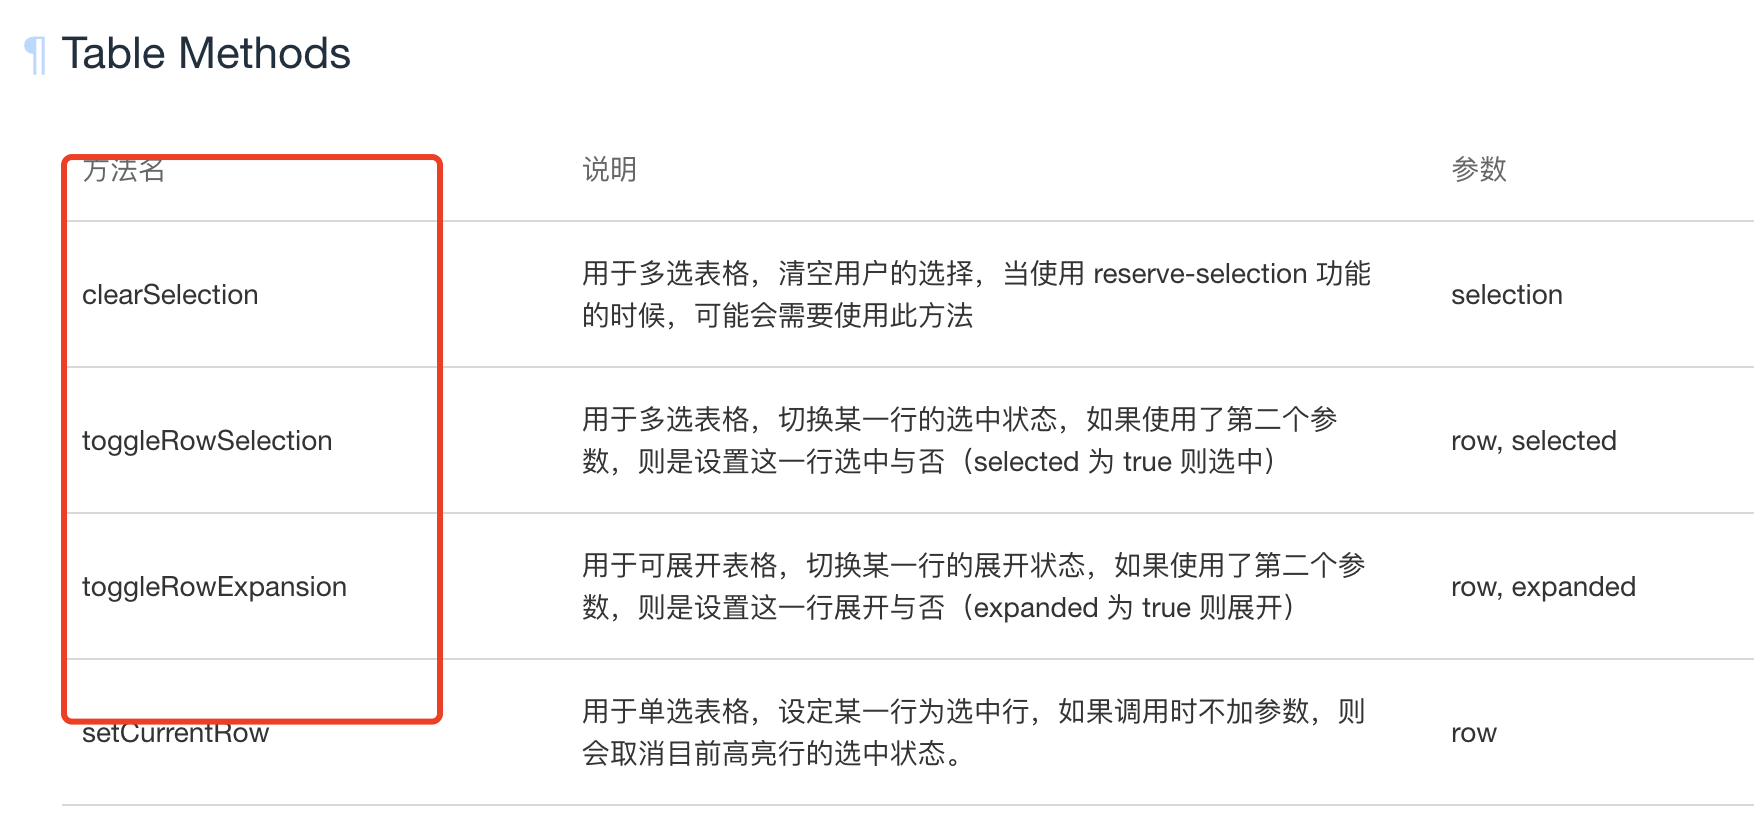 ¶ Table Methods
方法名 说明 参数
clearSelection 用于多选表格，清空用户的选择，当使用 reserve-selection 功能 selection
的时候，可能会需要使用此方法
toggleRowSelection 用于多选表格，切换某一行的选中状态，如果使用了第二个参 row, selected
数，则是设置这一行选中与否（selected 为 true 则选中）
toggleRowExpansion 用于可展开表格，切换某一行的展开状态，如果使用了第二个参 row, expanded
数，则是设置这一行展开与否（expanded 为 true 则展开）
setCurrentRow 用于单选表格，设定某一行为选中行，如果调用时不加参数，则 row
会取消目前高亮行的选中状态。